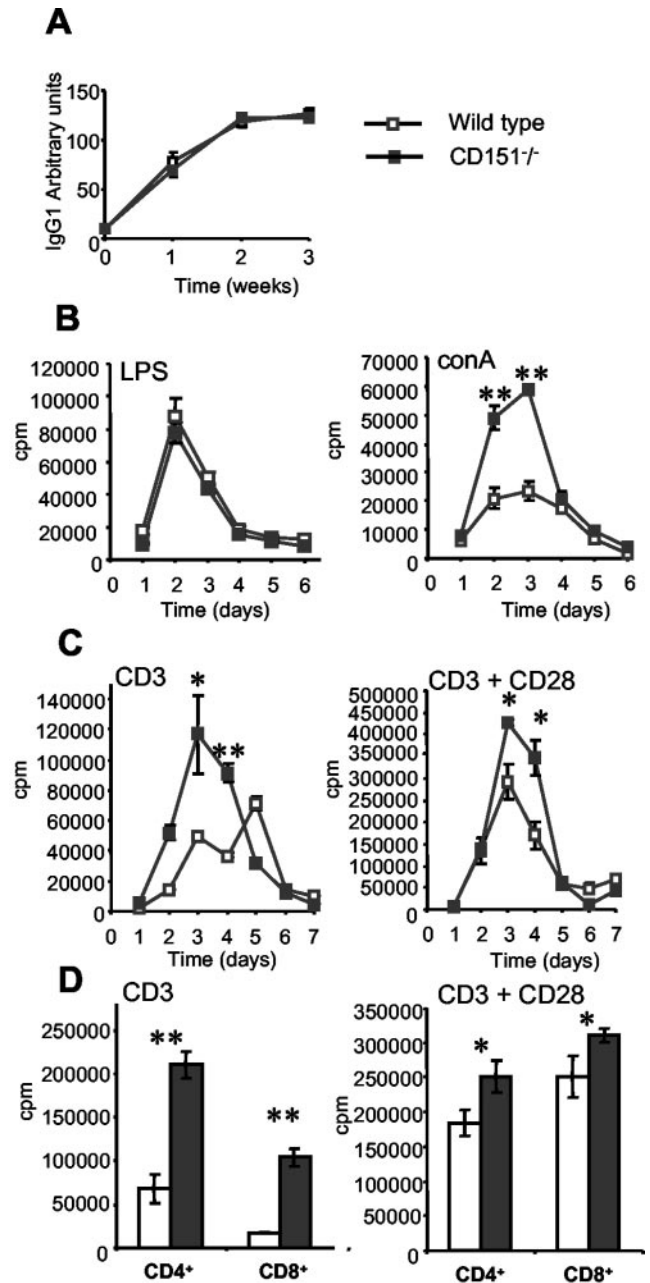 A
IgG1 Arbitrary units
150
100
50
0
0 1 2 3
Time (weeks)
Wild type
CD151-/-
B
LPS
cpm
120000
100000
80000
60000
40000
20000
0
0 1 2 3 4 5 6
Time (days)
conA
** **
cpm
70000
60000
50000
40000
30000
20000
10000
0
0 1 2 3 4 5 6
Time (days)
C
CD3
* **
cpm
140000
120000
100000
80000
60000
40000
20000
0
0 1 2 3 4 5 6 7
Time (days)
CD3 + CD28
* *
cpm
500000
450000
400000
350000
300000
250000
200000
150000
100000
50000
0
0 1 2 3 4 5 6 7
Time (days)
D
CD3
** **
cpm
250000
200000
150000
100000
50000
0
CD4+ CD8+
CD3 + CD28
* *
cpm
350000
300000
250000
200000
150000
100000
350000
0
CD4+ CD8+